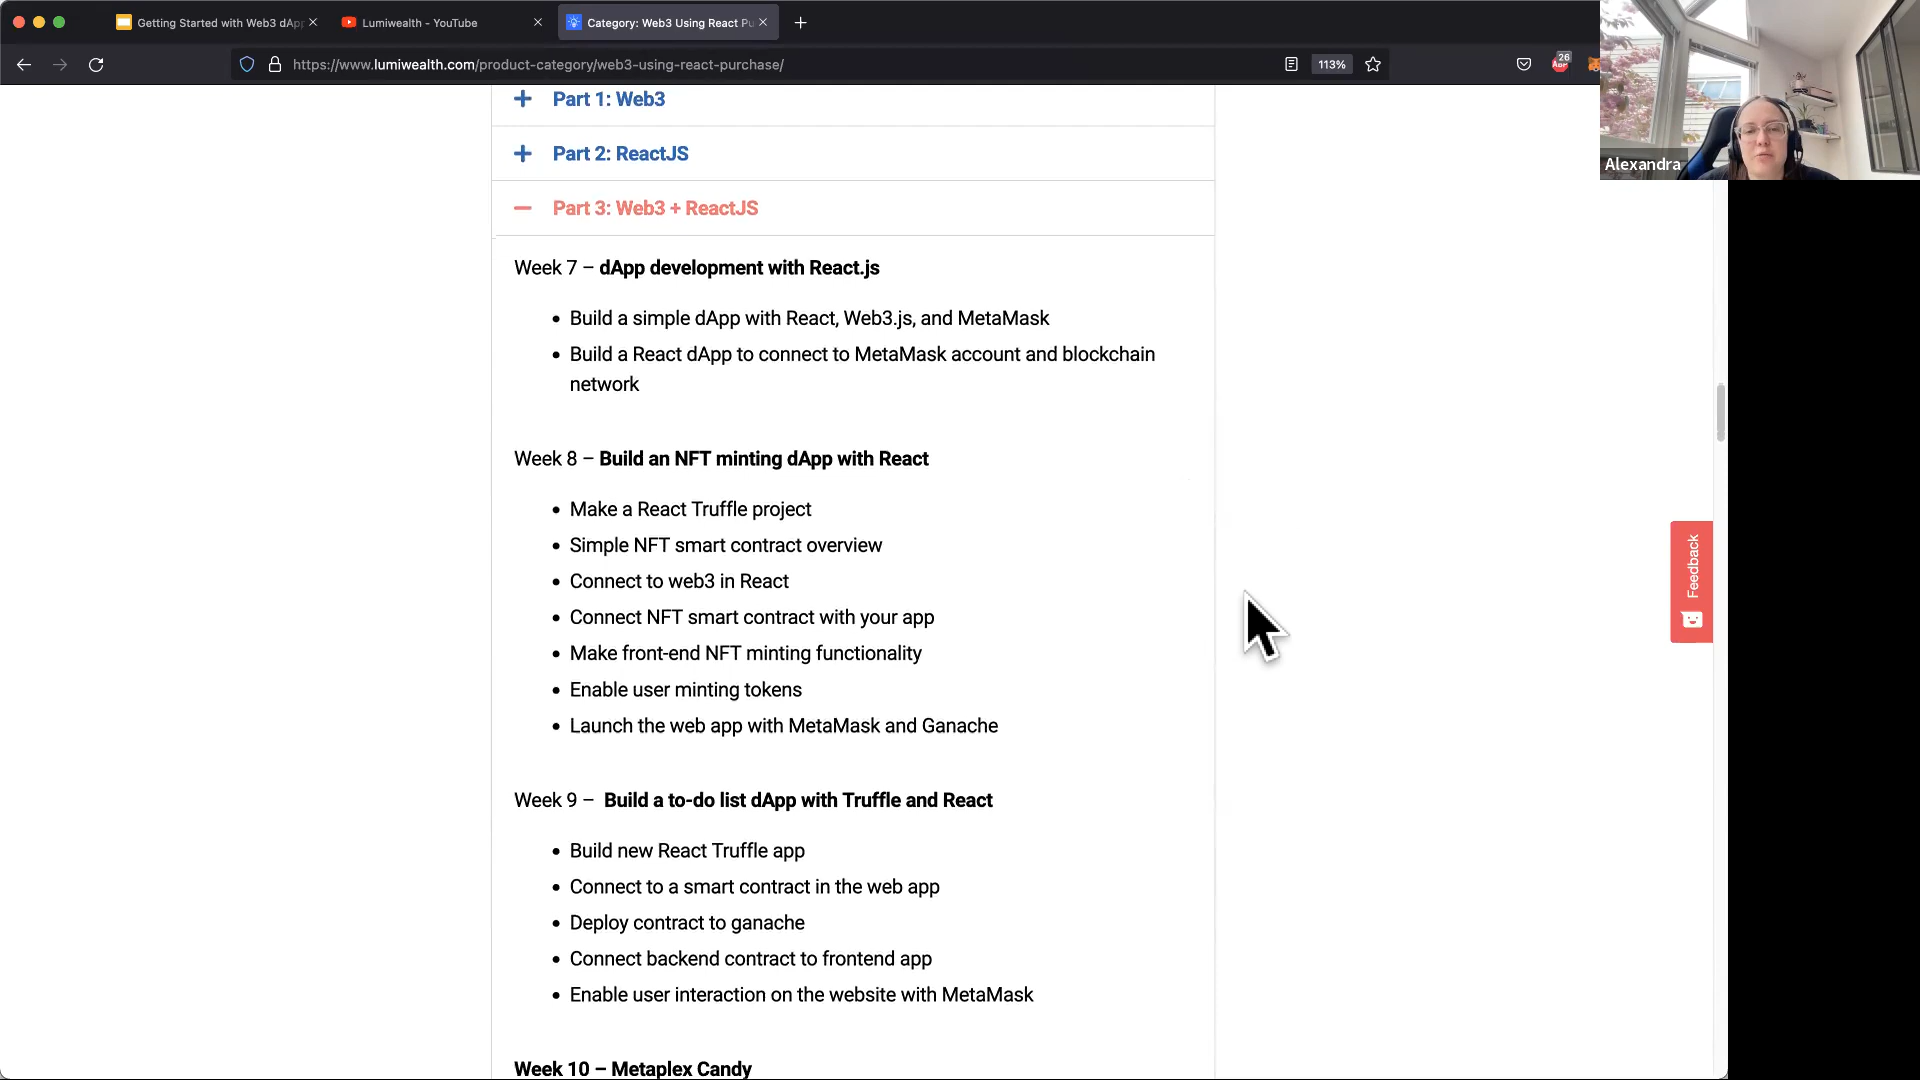 Getting Started with Web3 dAp
Lumiwealth - YouTube
Category: Web3 Using React Pu
https://www.lumiwealth.com/product-category/web3-using-react-purchase/
113%
26
ABP
Alexandra
Part 1: Web3
Part 2: ReactJS
Part 3: Web3 + ReactJS
Week 7 – dApp development with React.js
• Build a simple dApp with React, Web3.js, and MetaMask
• Build a React dApp to connect to MetaMask account and blockchain
network
Week 8 – Build an NFT minting dApp with React
• Make a React Truffle project
• Simple NFT smart contract overview
• Connect to web3 in React
• Connect NFT smart contract with your app
• Make front-end NFT minting functionality
• Enable user minting tokens
• Launch the web app with MetaMask and Ganache
Feedback
Week 9 – Build a to-do list dApp with Truffle and React
• Build new React Truffle app
• Connect to a smart contract in the web app
• Deploy contract to ganache
• Connect backend contract to frontend app
• Enable user interaction on the website with MetaMask
Week 10 – Metaplex Candy